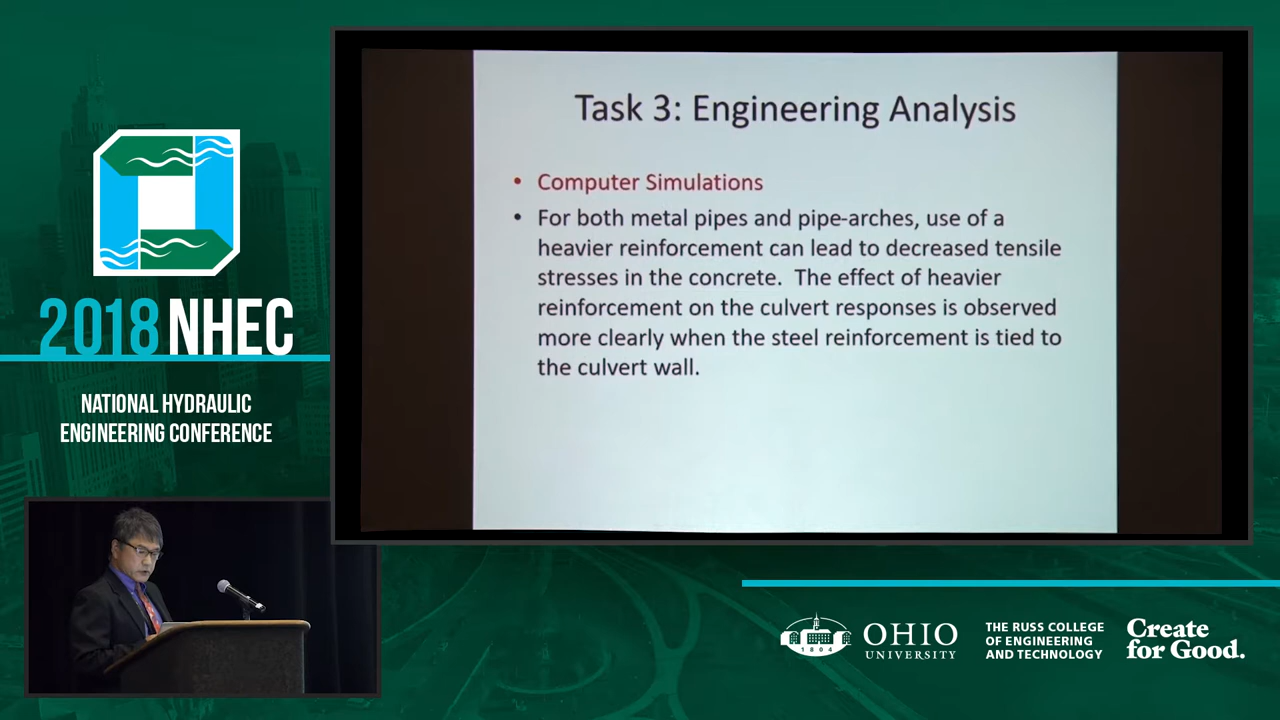 2018 NHEC
NATIONAL HYDRAULIC
ENGINEERING CONFERENCE
Task 3: Engineering Analysis
• Computer Simulations
• For both metal pipes and pipe-arches, use of a
heavier reinforcement can lead to decreased tensile
stresses in the concrete.  The effect of heavier
reinforcement on the culvert responses is observed
more clearly when the steel reinforcement is tied to
the culvert wall.
1804
OHIO
UNIVERSITY
THE RUSS COLLEGE
OF ENGINEERING
AND TECHNOLOGY
Create
for Good.